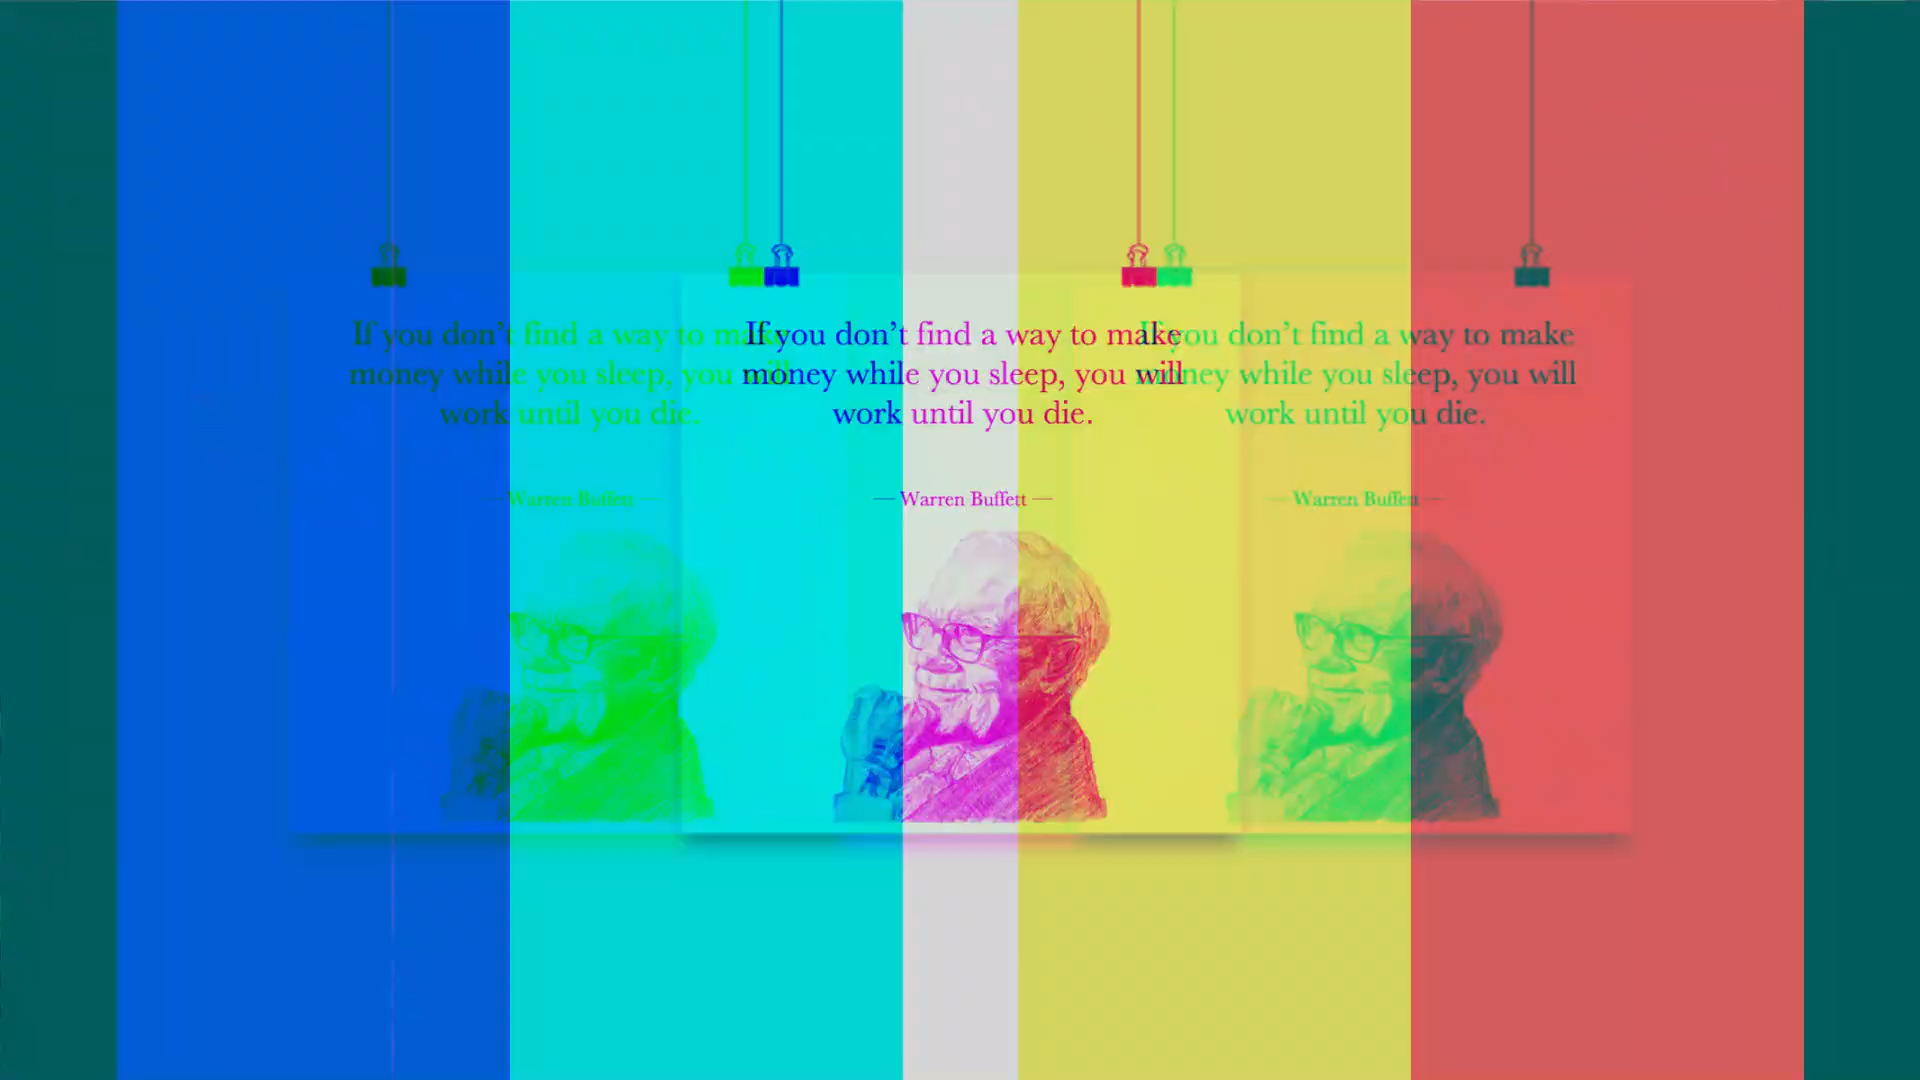 If you don't find a way to make
money while you sleep, you will
work until you die.
— Warren Buffett —